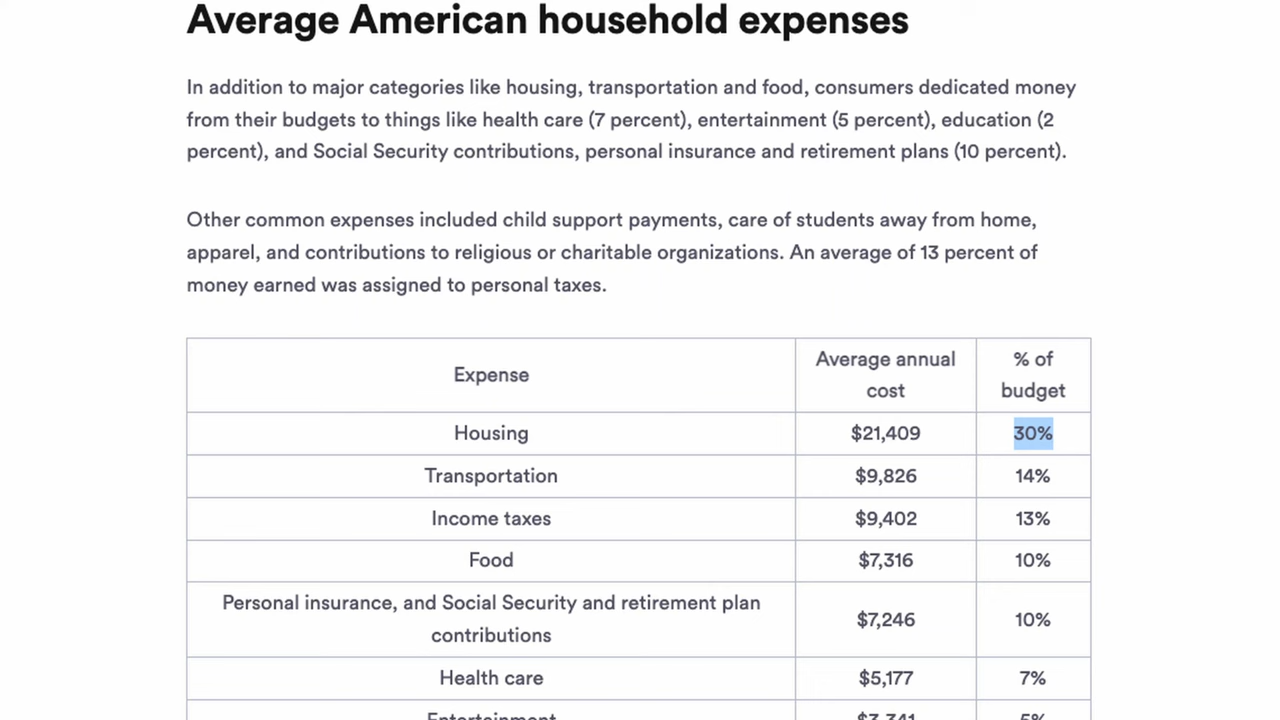 Average American household expenses
In addition to major categories like housing, transportation and food, consumers dedicated money
from their budgets to things like health care (7 percent), entertainment (5 percent), education (2
percent), and Social Security contributions, personal insurance and retirement plans (10 percent).
Other common expenses included child support payments, care of students away from home,
apparel, and contributions to religious or charitable organizations. An average of 13 percent of
money earned was assigned to personal taxes.
Expense Average annual cost % of budget
Housing $21,409 30%
Transportation $9,826 14%
Income taxes $9,402 13%
Food $7,316 10%
Personal insurance, and Social Security and retirement plan
contributions $7,246 10%
Health care $5,177 7%
Entertainment $3,341 5%